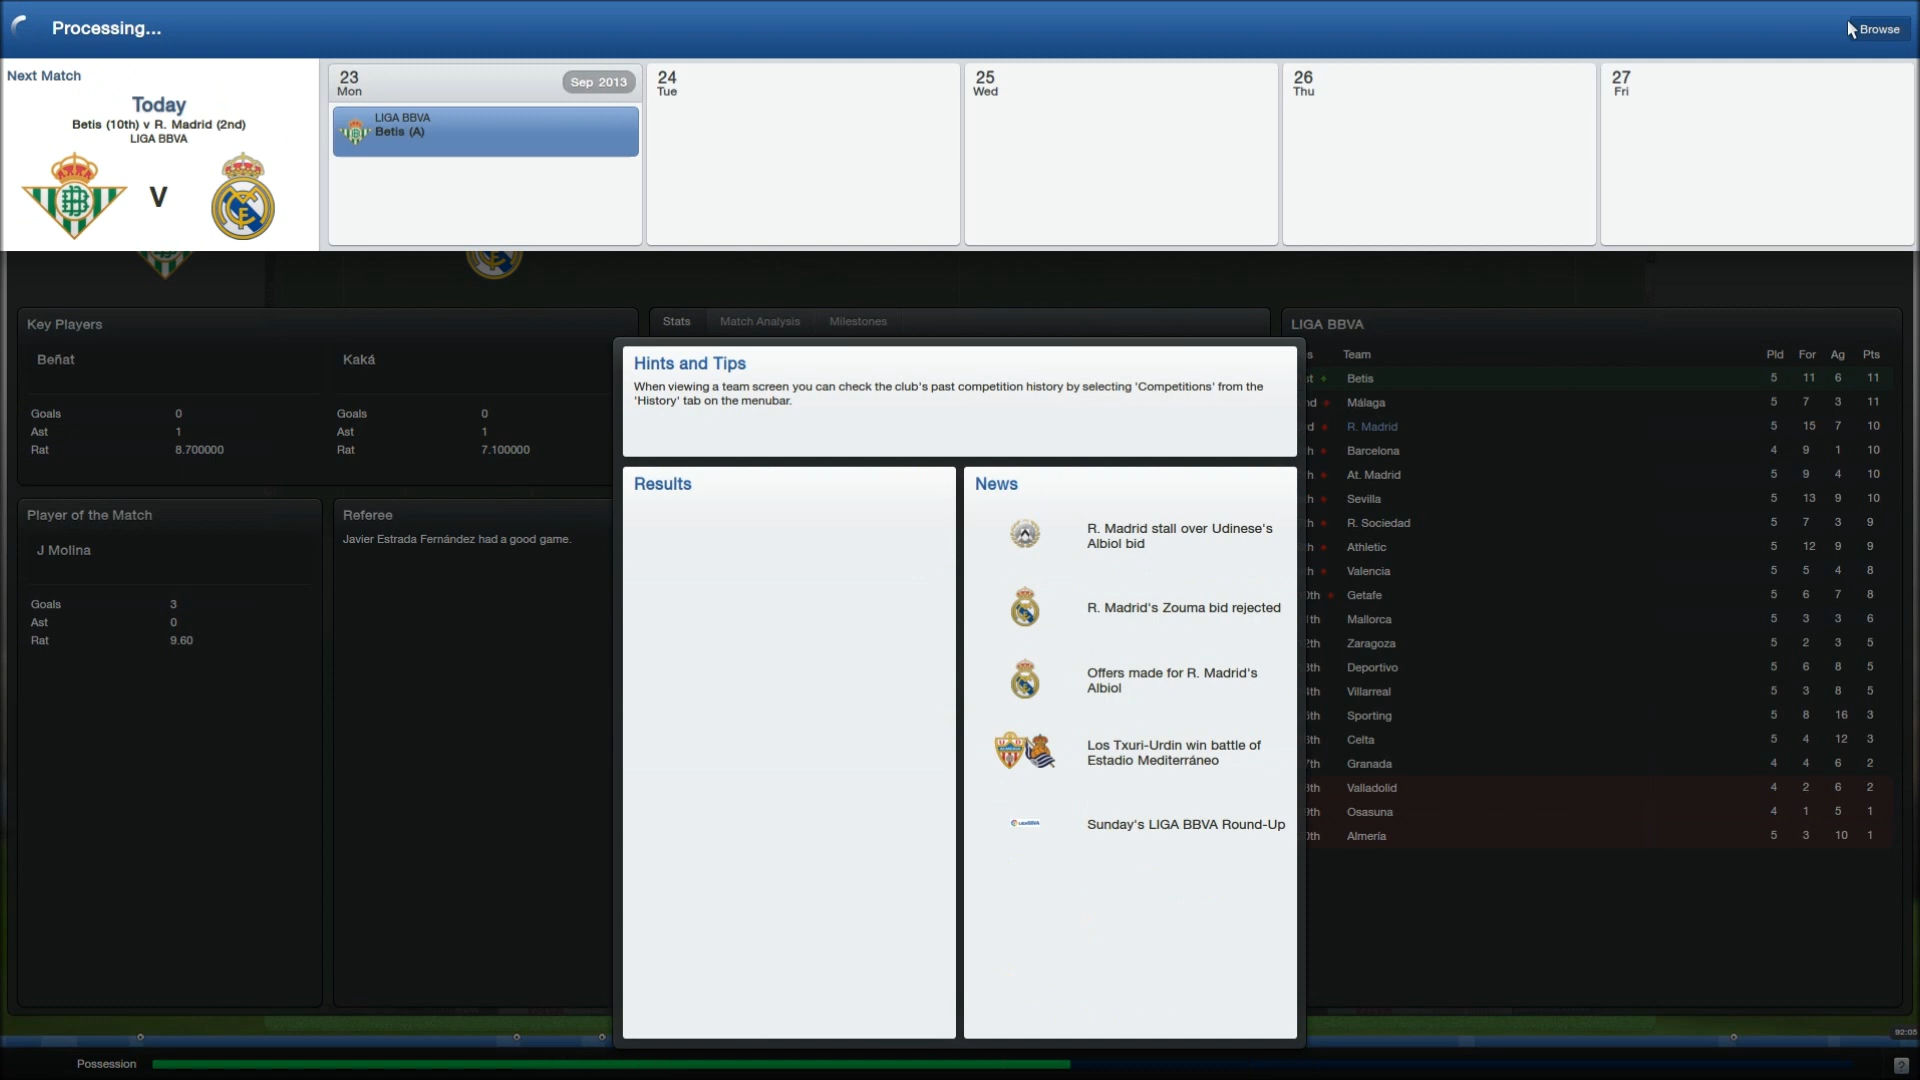 Processing...
Browse
Next Match
Today
Betis (10th) v R. Madrid (2nd)
LIGA BBVA
V
23
Mon
Sep 2013
LIGA BBVA
Betis (A)
24
Tue
25
Wed
26
Thu
27
Fri
Key Players
Beñat
Kaká
Goals 0
Ast 1
Rat 8.700000
Goals 0
Ast 1
Rat 7.100000
Player of the Match
J Molina
Goals 3
Ast 0
Rat 9.60
Referee
Javier Estrada Fernández had a good game.
Stats Match Analysis Milestones
Hints and Tips
When viewing a team screen you can check the club's past competition history by selecting 'Competitions' from the
'History' tab on the menubar.
Results
News
R. Madrid stall over Udinese's
Albiol bid
R. Madrid's Zouma bid rejected
Offers made for R. Madrid's
Albiol
Los Txuri-Urdin win battle of
Estadio Mediterráneo
Sunday's LIGA BBVA Round-Up
LIGA BBVA
Team Pld For Ag Pts
Betis 5 11 6 11
Málaga 5 7 3 11
R. Madrid 5 15 7 10
Barcelona 4 9 1 10
At. Madrid 5 9 4 10
Sevilla 5 13 9 10
R. Sociedad 5 7 3 9
Athletic 5 12 9 9
Valencia 5 5 4 8
Getafe 5 6 7 8
Mallorca 5 3 3 6
Zaragoza 5 2 3 5
Deportivo 5 6 8 5
Villarreal 5 3 8 5
Sporting 5 8 16 3
Celta 5 4 12 3
Granada 4 4 6 2
Valladolid 4 2 6 2
Osasuna 4 1 5 1
Almería 5 3 10 1
Possession
?